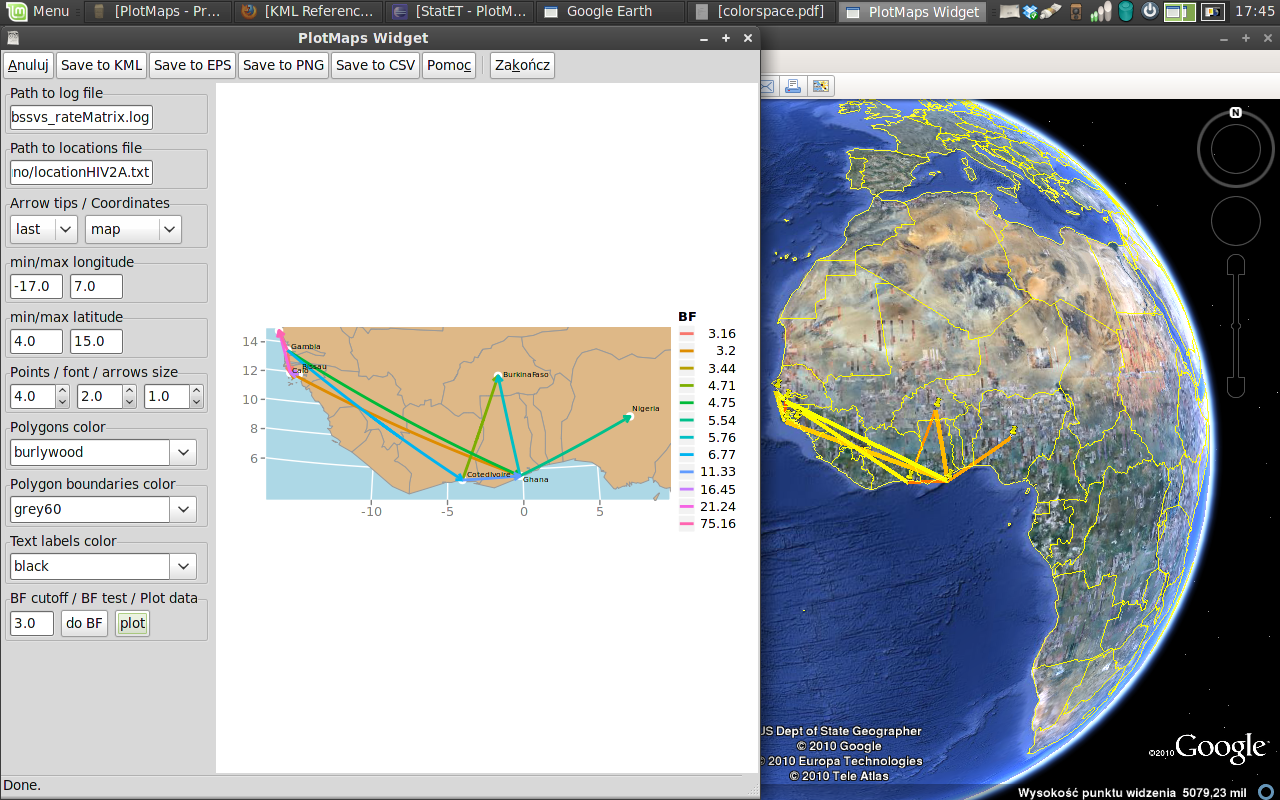 Menu
[PlotMaps - Pr...
[KML Referenc...
[StatET - PlotM...
Google Earth
[colorspace.pdf]
PlotMaps Widget
17:45
PlotMaps Widget
Anuluj
Save to KML
Save to EPS
Save to PNG
Save to CSV
Pomoc
Zakończ
Path to log file
bssvs_rateMatrix.log
Path to locations file
no/locationHIV2A.txt
Arrow tips / Coordinates
last
map
min/max longitude
-17.0
7.0
min/max latitude
4.0
15.0
Points / font / arrows size
4.0
2.0
1.0
Polygons color
burlywood
Polygon boundaries color
grey60
Text labels color
black
BF cutoff / BF test / Plot data
3.0
do BF
plot
Done.
14
12
10
8
6
-10
-5
0
5
Gambia
Bissau
BurkinaFaso
Nigeria
CotedIvoire
Ghana
BF
3.16
3.2
3.44
4.71
4.75
5.54
5.76
6.77
11.33
16.45
21.24
75.16
N
US Dept of State Geographer
© 2010 Google
© 2010 Europa Technologies
© 2010 Tele Atlas
©2010 Google
Wysokość punktu widzenia 5079,23 mil